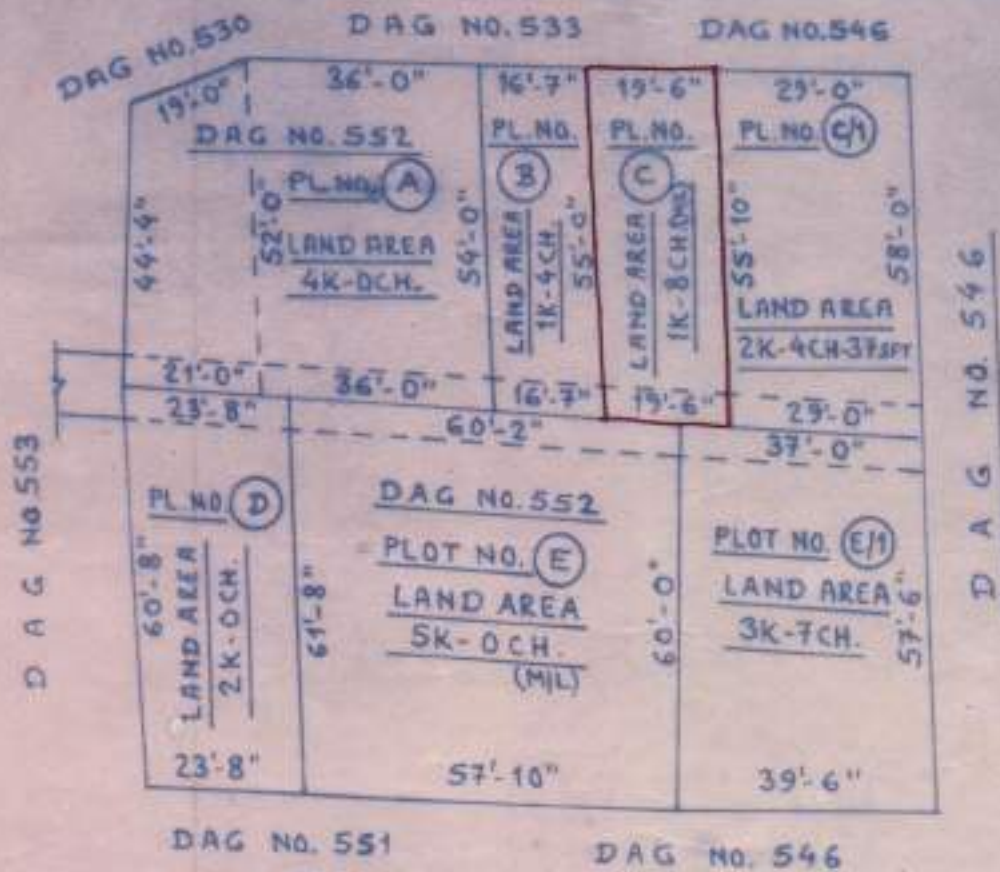 DAG NO.530
DAG NO.533
DAG NO.546
19'-0"
36'-0"
16'-7"
19'-6"
29'-0"
DAG NO.552
PL.NO. A
LAND AREA
4K-0CH.
44'-4"
52'-0"
54'-0"
PL.NO.
B
LAND AREA
1K-4CH
55'-0"
PL.NO.
C
LAND AREA
1K-8CH.(M/L)
PL.NO. C/1
55'-10"
58'-0"
LAND AREA
2K-4CH-37SFT
21'-0"
36'-0"
16'-7"
19'-6"
29'-0"
23'-8"
60'-2"
37'-0"
DAG NO.553
DAG NO. 546
PL.NO. D
LAND AREA
2K-0CH.
60'-8"
61'-8"
DAG NO.552
PLOT NO. E
LAND AREA
5K-0CH.
(M/L)
60'-0"
PLOT NO. E/1
LAND AREA
3K-7CH.
57'-6"
23'-8"
57'-10"
39'-6"
DAG NO. 551
DAG NO. 546